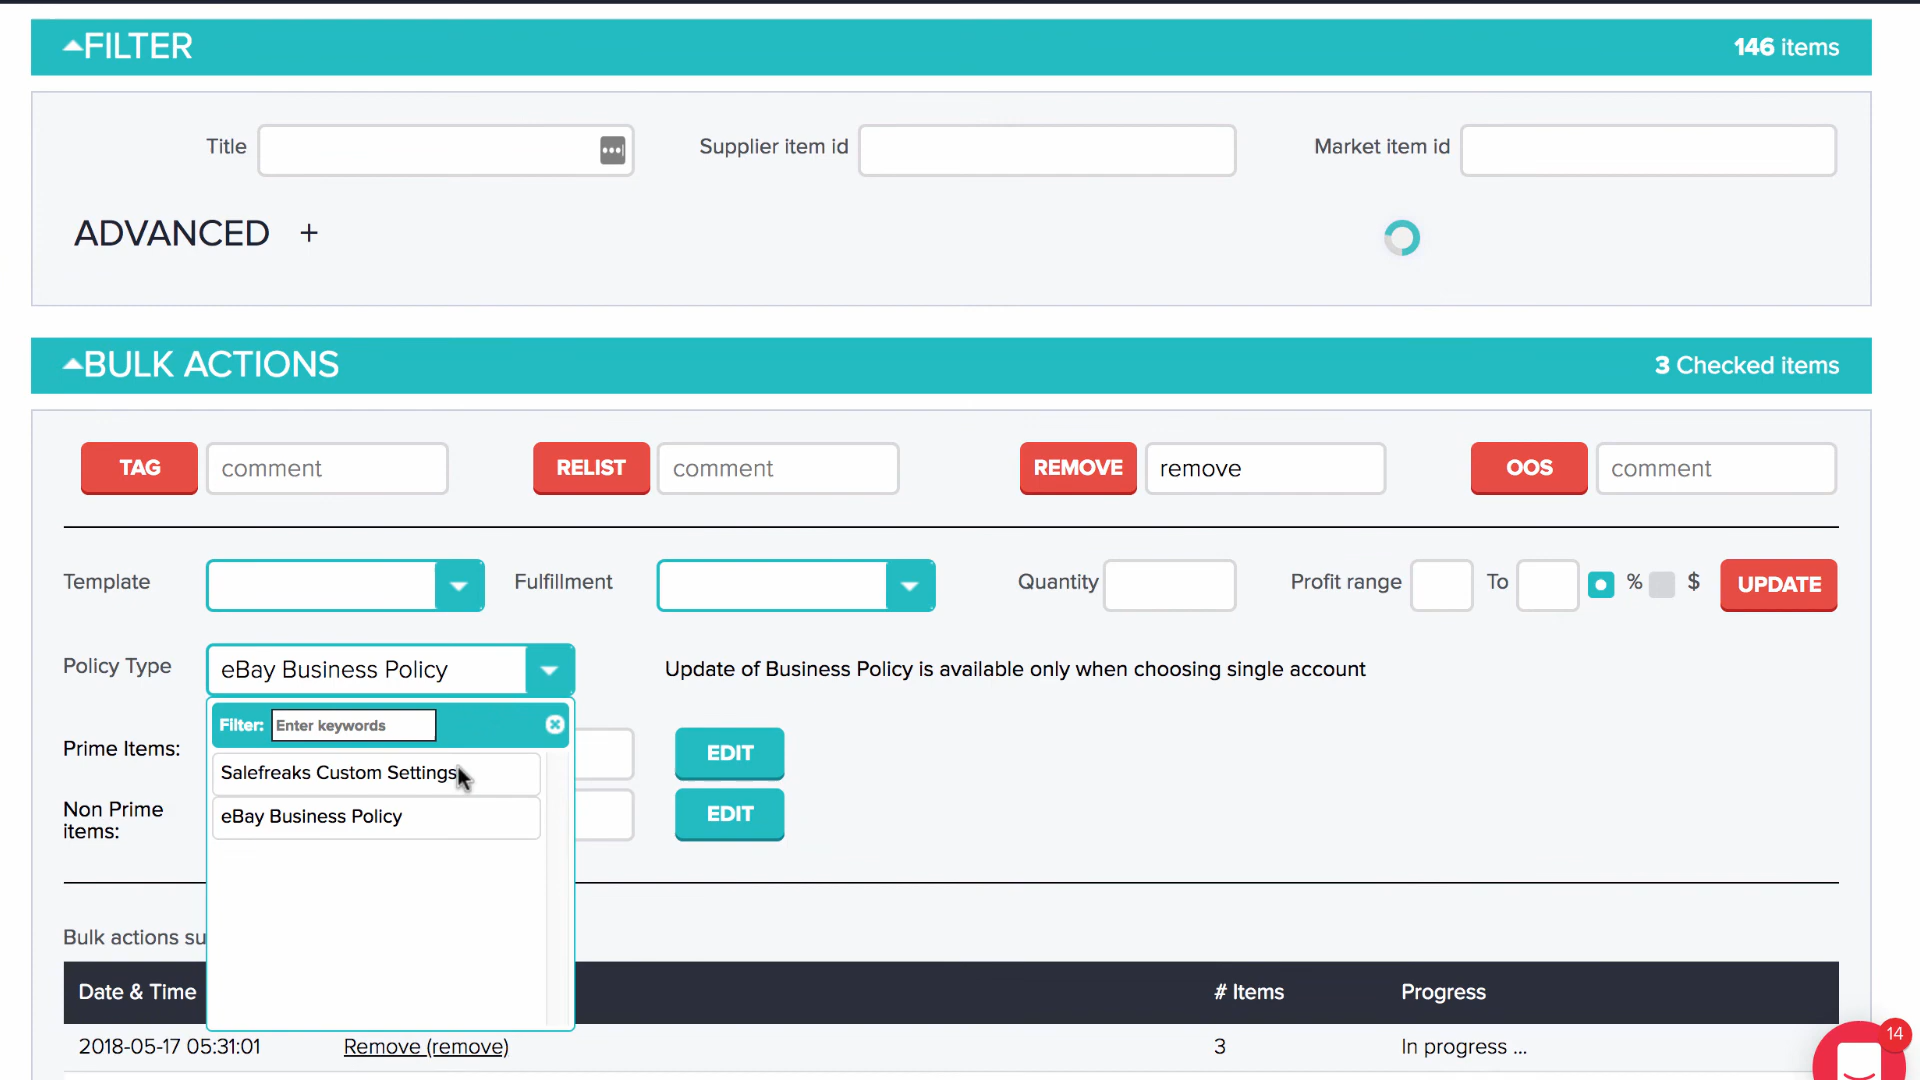 FILTER
146 items
Title
Supplier item id
Market item id
ADVANCED +
BULK ACTIONS
3 Checked items
TAG
comment
RELIST
comment
REMOVE
remove
OOS
comment
Template
Fulfillment
Quantity
Profit range
To
%
$
UPDATE
Policy Type
eBay Business Policy
Update of Business Policy is available only when choosing single account
Filter:
Enter keywords
Salefreaks Custom Settings
eBay Business Policy
Prime Items:
EDIT
Non Prime
items:
EDIT
Bulk actions su
Date & Time
# Items
Progress
2018-05-17 05:31:01
Remove (remove)
3
In progress ...
14